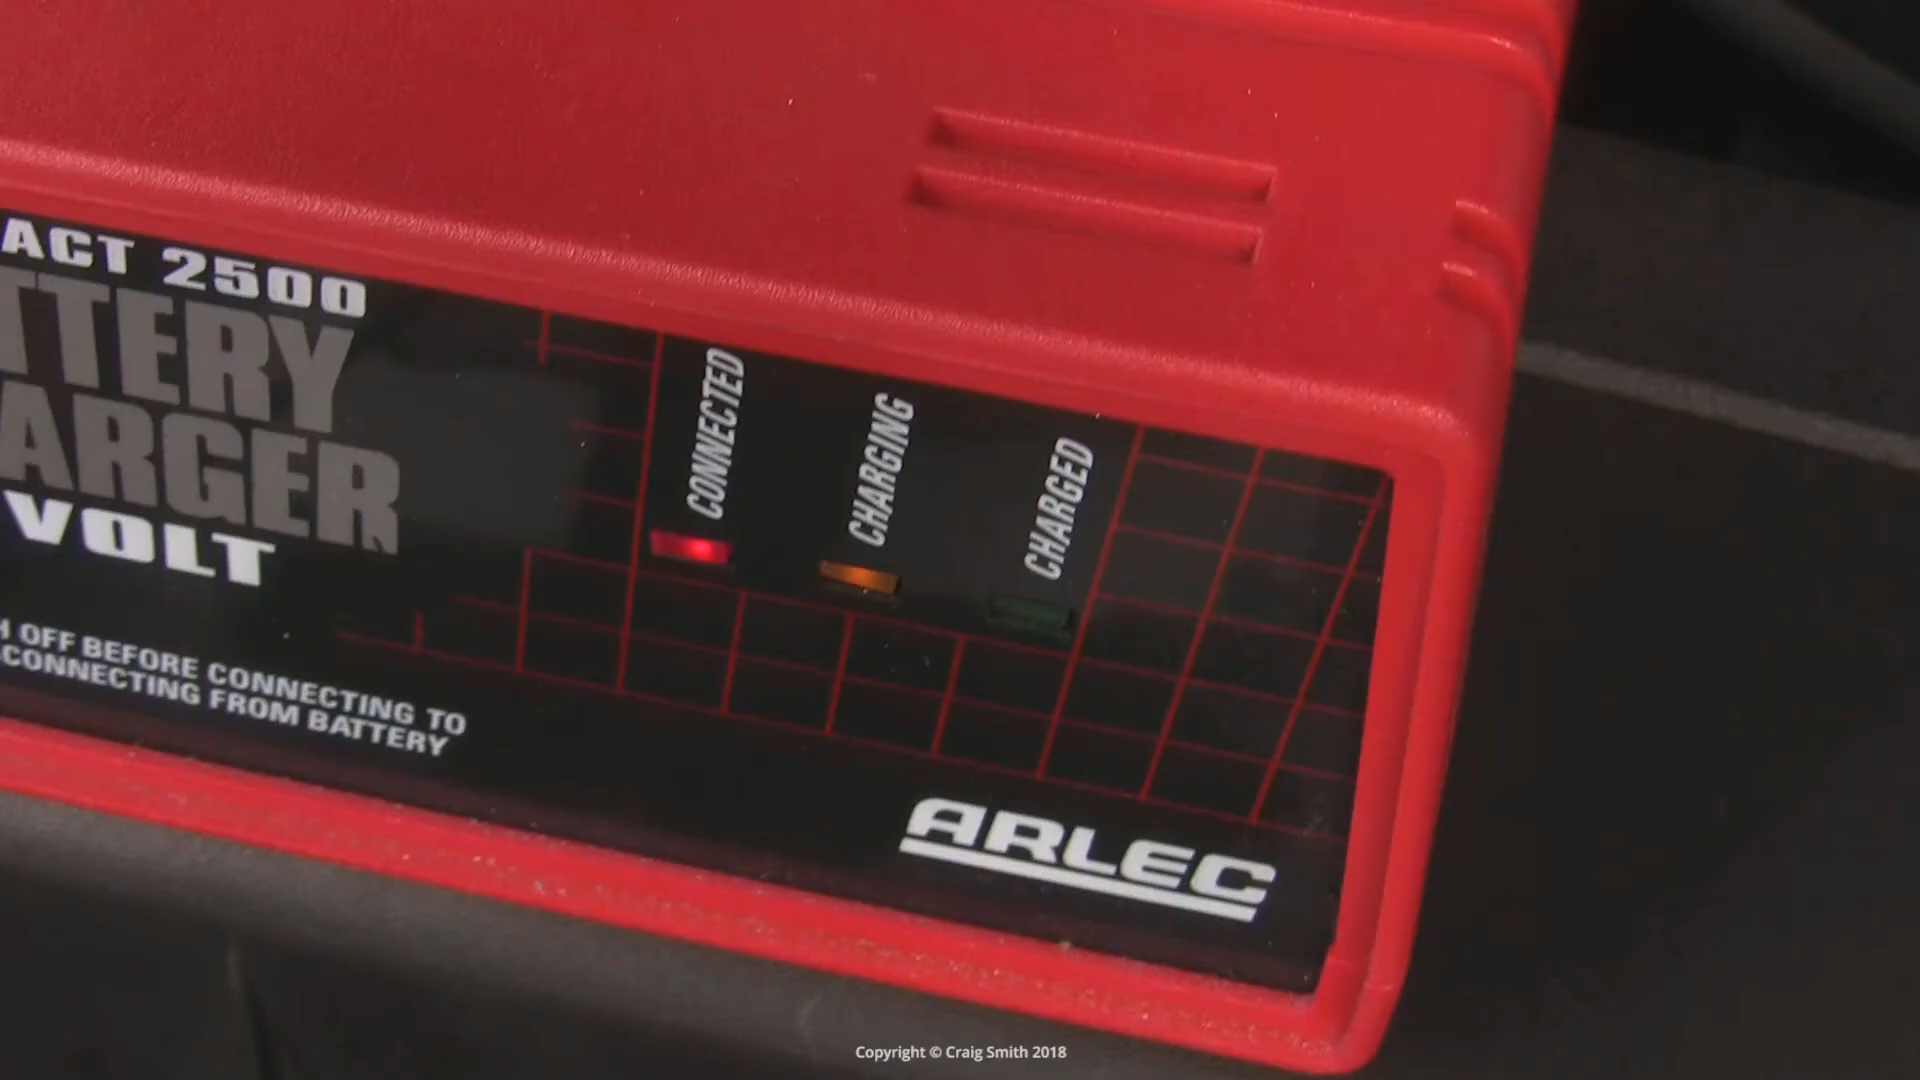 ACT 2500
TTERY
ARGER
VOLT
H OFF BEFORE CONNECTING TO
SCONNECTING FROM BATTERY
CONNECTED
CHARGING
CHARGED
ARLEC
Copyright © Craig Smith 2018